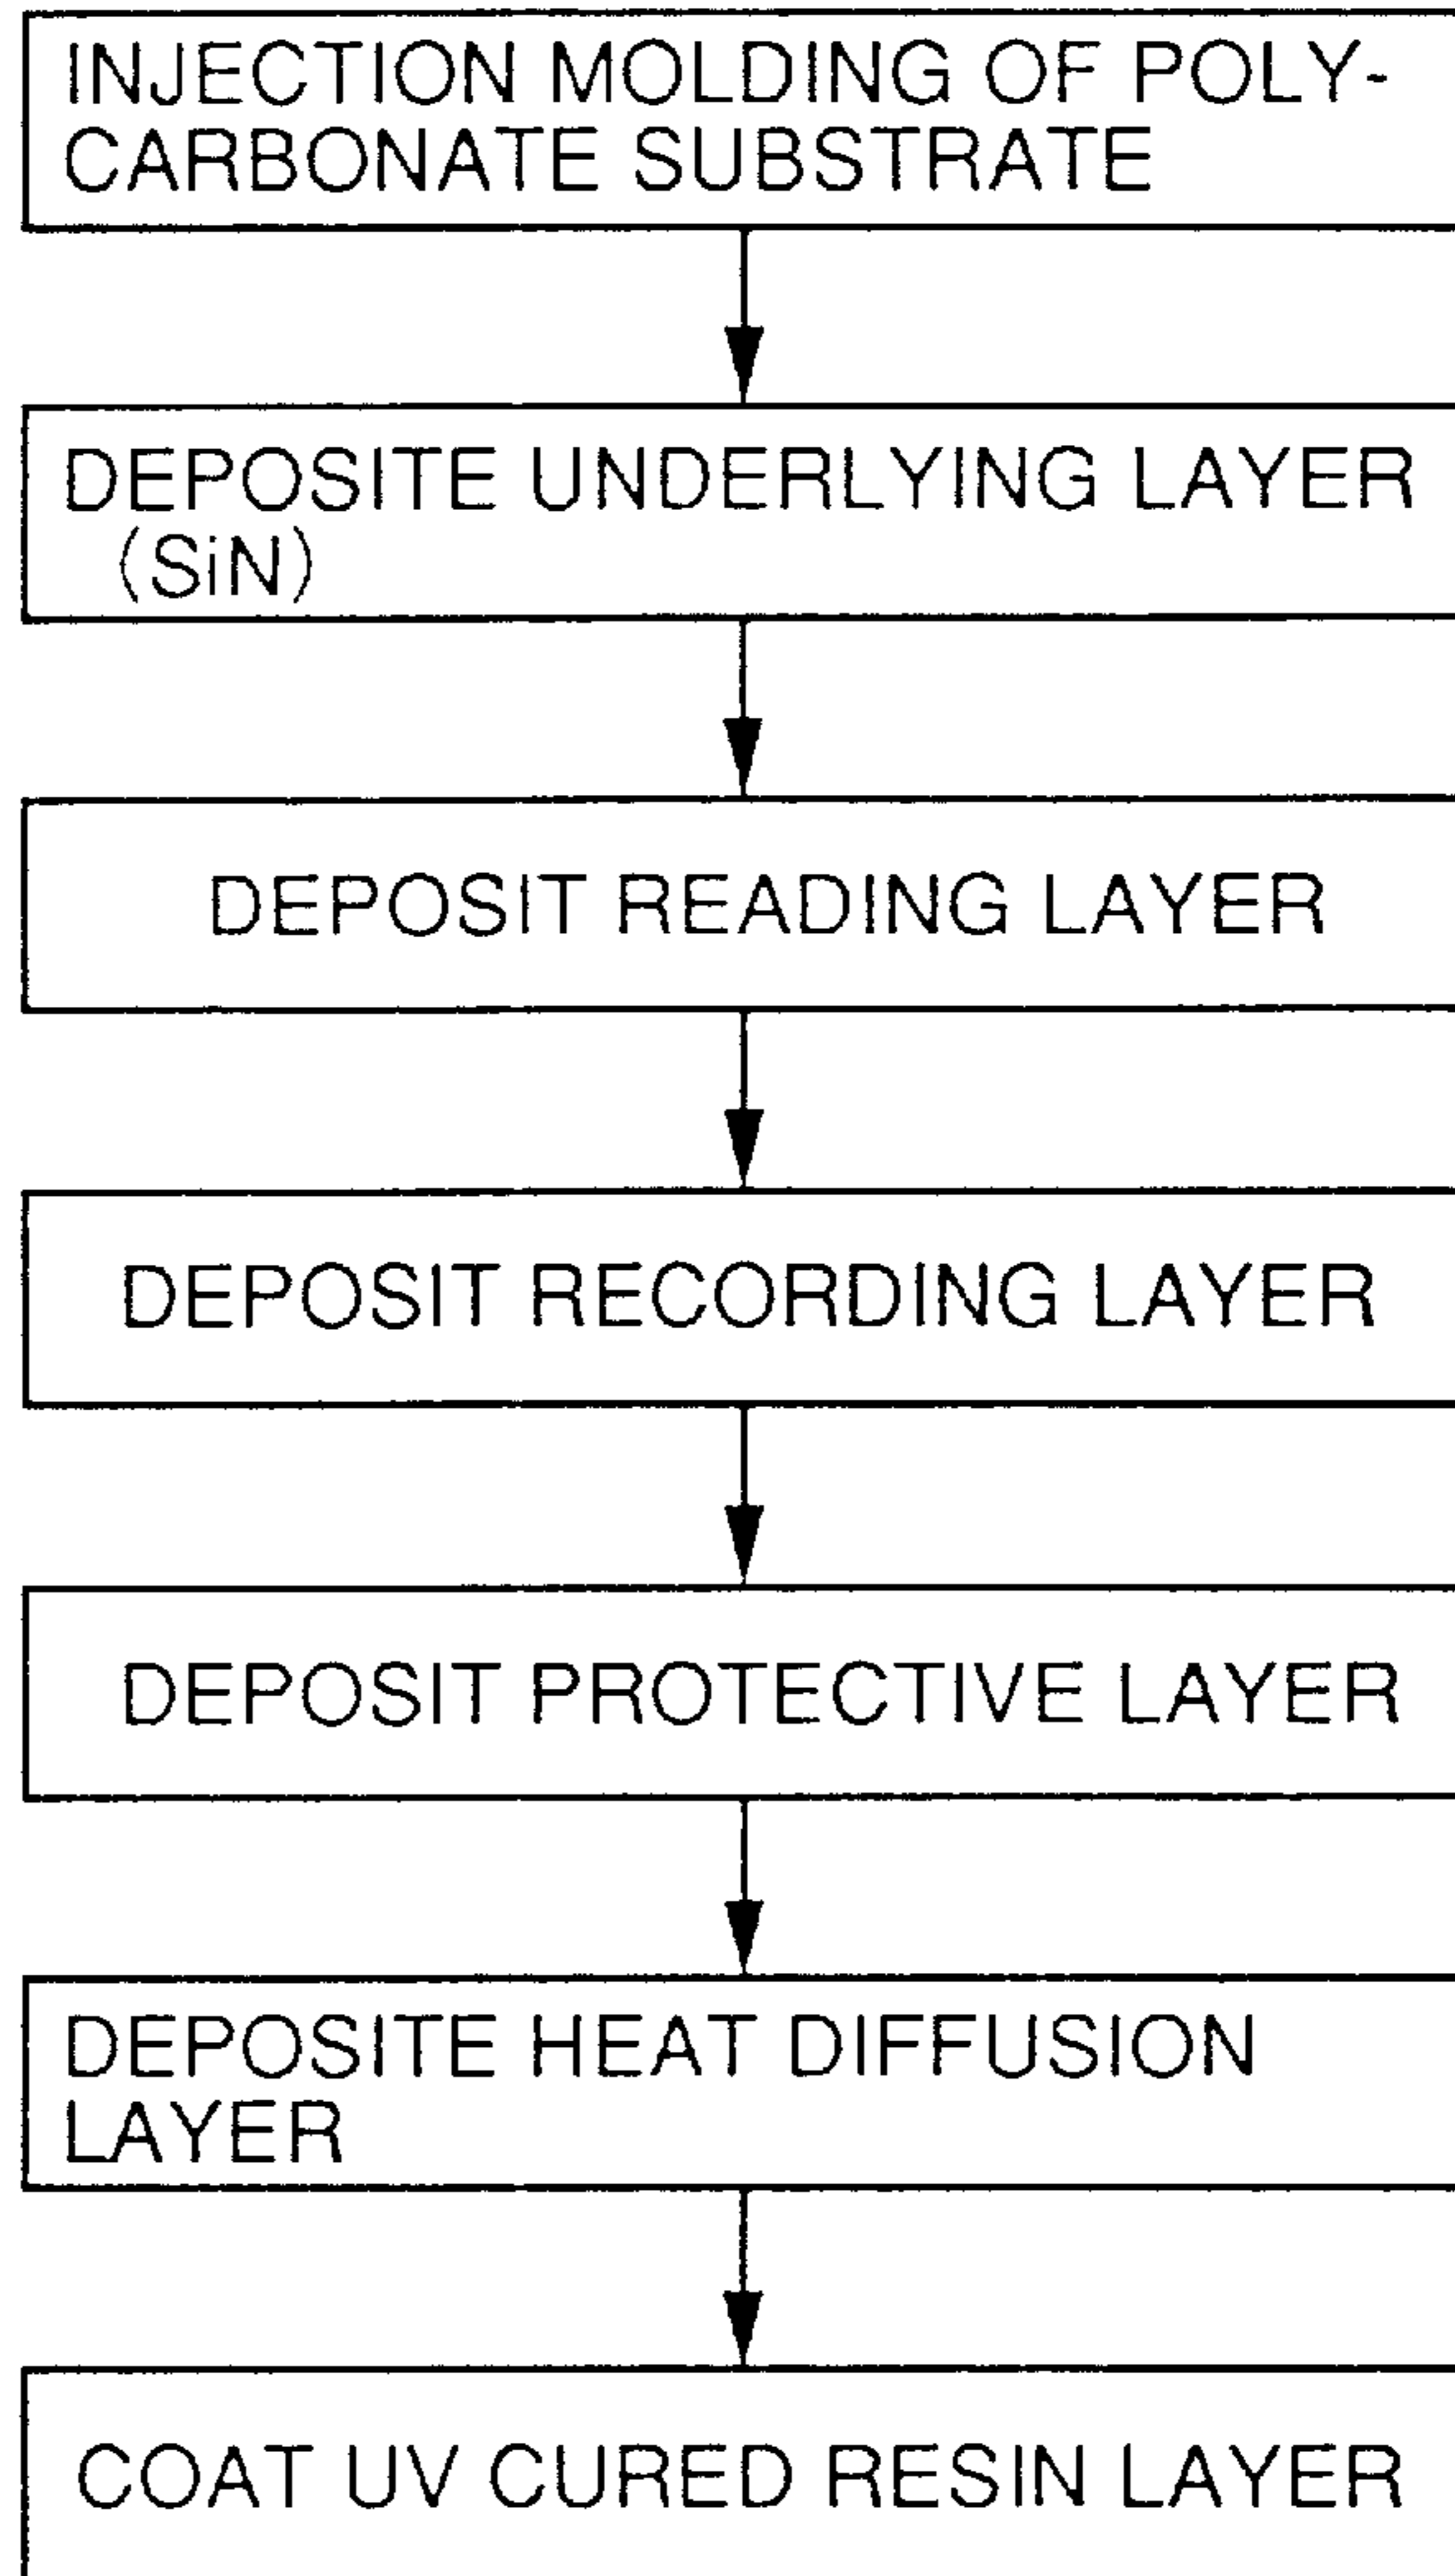 INJECTION MOLDING OF POLY-
CARBONATE SUBSTRATE
DEPOSITE UNDERLYING LAYER
(SiN)
DEPOSIT READING LAYER
DEPOSIT RECORDING LAYER
DEPOSIT PROTECTIVE LAYER
DEPOSITE HEAT DIFFUSION
LAYER
COAT UV CURED RESIN LAYER